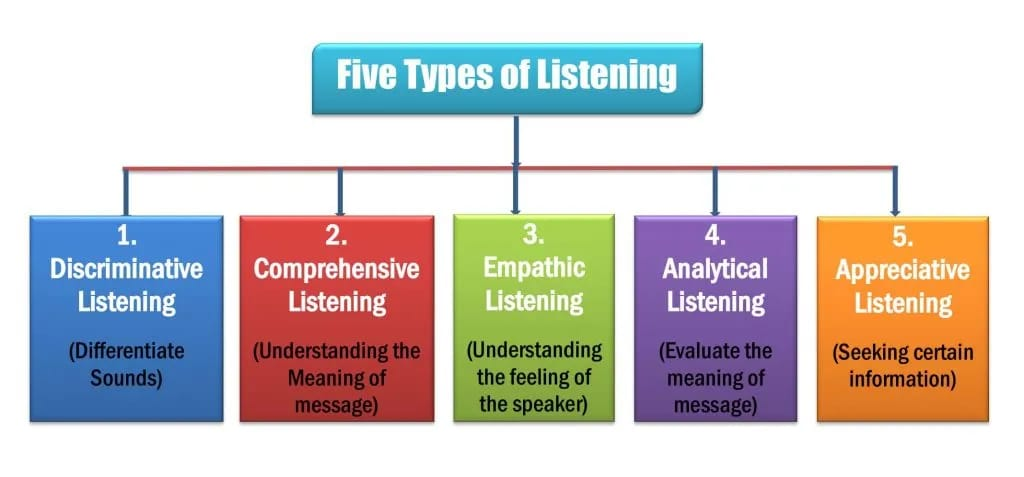 Five Types of Listening
1.
Discriminative
Listening
(Differentiate
Sounds)
2.
Comprehensive
Listening
(Understanding the
Meaning of
message)
3.
Empathic
Listening
(Understanding
the feeling of
the speaker)
4.
Analytical
Listening
(Evaluate the
meaning of
message)
5.
Appreciative
Listening
(Seeking certain
information)